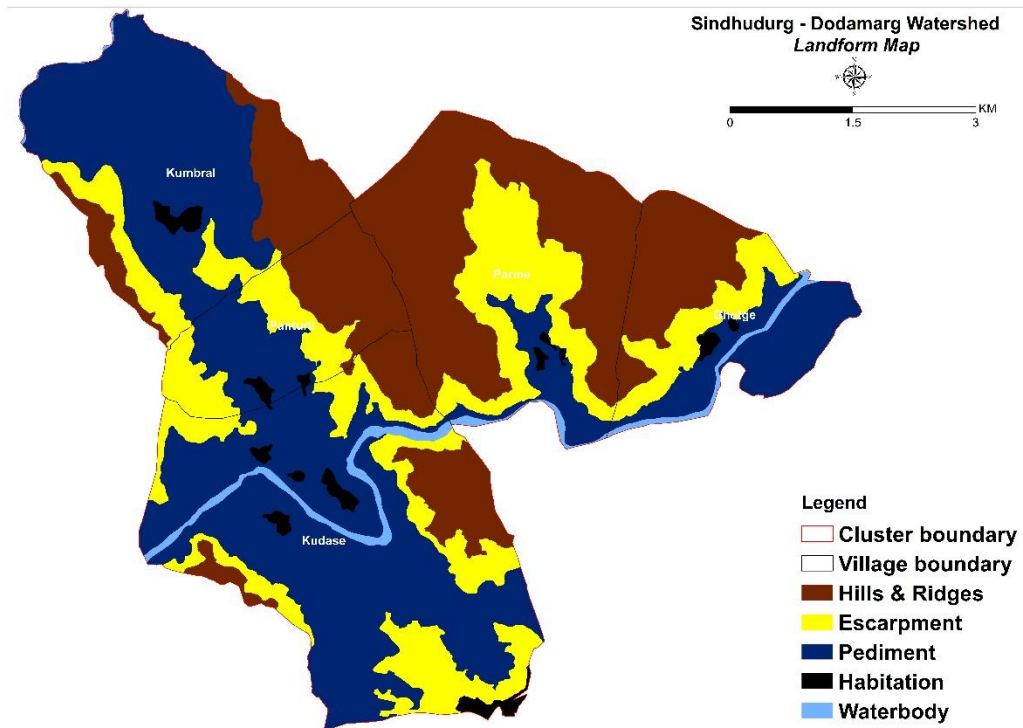 Sindhudurg - Dodamarg Watershed
Landform Map
N
W E
S
KM
0 1.5 3
Kumbral
Parme
Ghotge
Kudase
Legend
Cluster boundary
Village boundary
Hills & Ridges
Escarpment
Pediment
Habitation
Waterbody